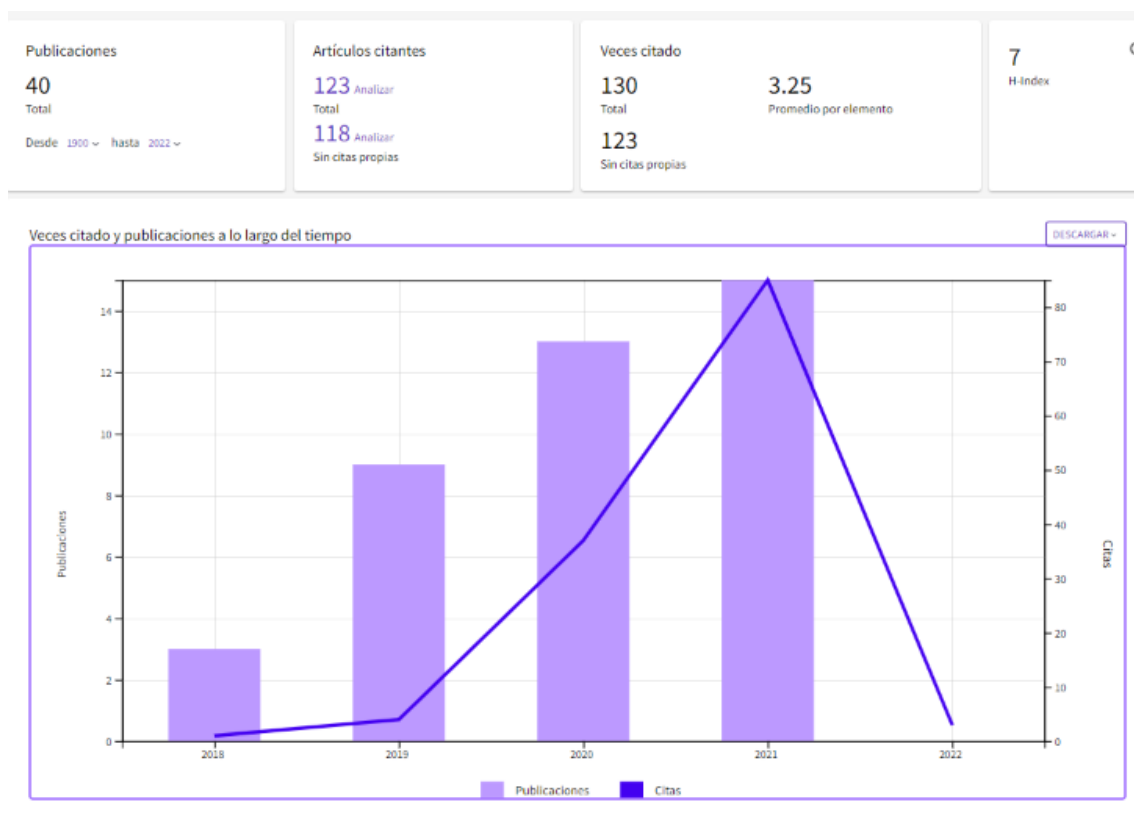 Publicaciones
40
Total
Desde 1900 hasta 2022
Artículos citantes
123 Analizar
Total
118 Analizar
Sin citas propias
Veces citado
130
Total
123
Sin citas propias
3.25
Promedio por elemento
7
H-Index
Veces citado y publicaciones a lo largo del tiempo
DESCARGAR
Publicaciones
14
12
10
8
6
4
2
0
80
70
60
50
40
30
20
10
0
Citas
2018 2019 2020 2021 2022
Publicaciones Citas